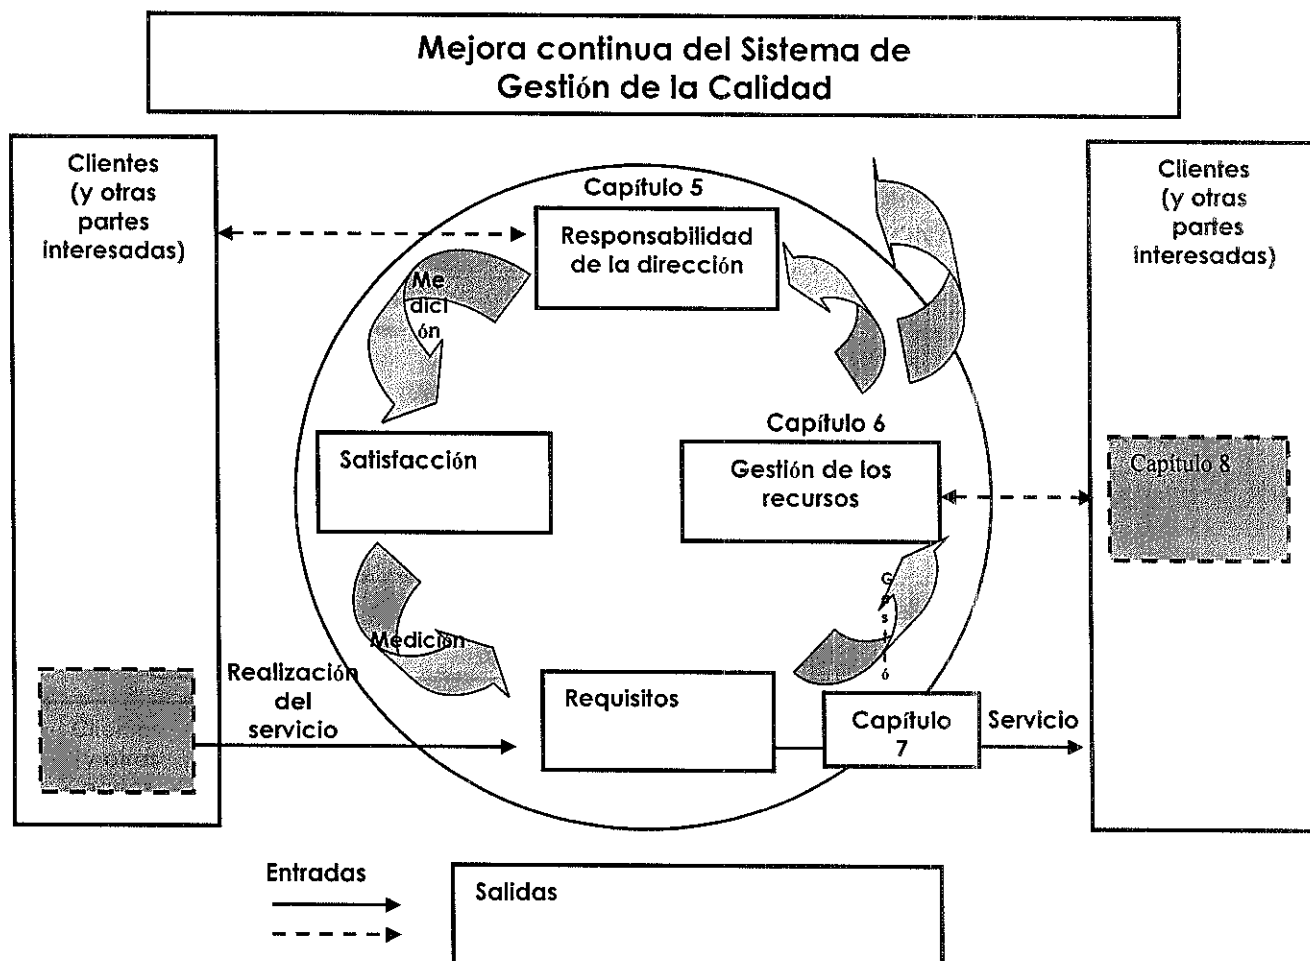 Mejora continua del Sistema de
Gestión de la Calidad
Clientes
(y otras
partes
interesadas)
Capítulo 5
Responsabilidad
de la dirección
Clientes
(y otras
partes
interesadas)
Me
dici
ón
Capítulo 6
Satisfacción
Gestión de los
recursos
Capítulo 8
Medición
G
e
s
t
i
ó
Realización
del
servicio
Requisitos
Capítulo
7
Servicio
Entradas
Salidas